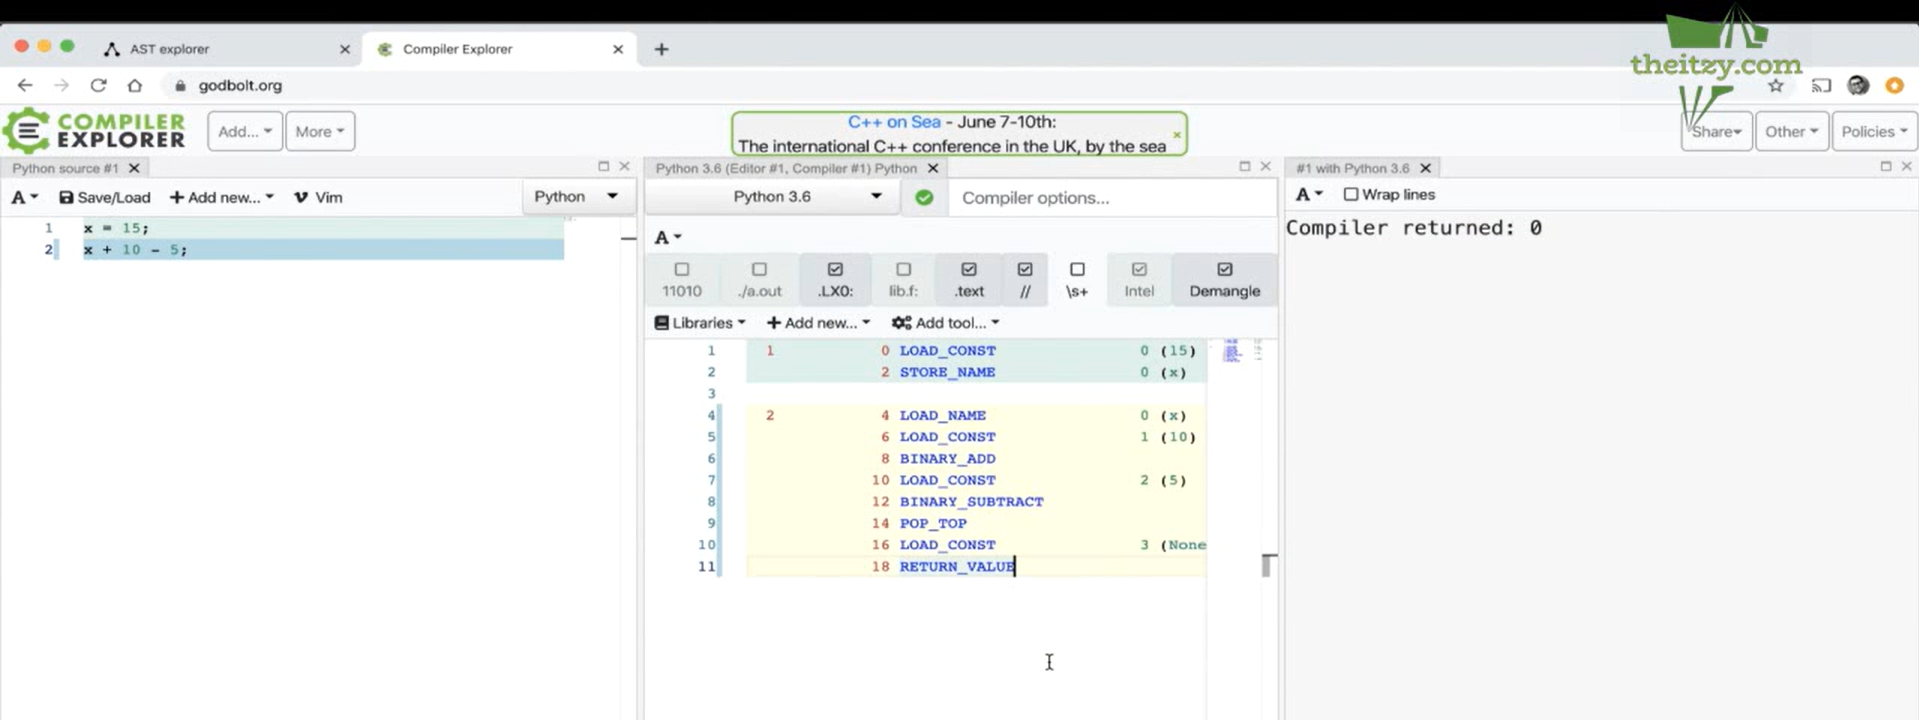 AST explorer
Compiler Explorer
theitzy.com
godbolt.org
COMPILER
EXPLORER
Add...
More
C++ on Sea - June 7-10th:
The international C++ conference in the UK, by the sea
Share
Other
Policies
Python source #1
Python 3.6 (Editor #1, Compiler #1) Python
#1 with Python 3.6
A Save/Load + Add new... Vim Python
Python 3.6 Compiler options...
A Wrap lines
1 x = 15;
2 x + 10 - 5;
Compiler returned: 0
A
11010 ./a.out .LX0: lib.f: .text // \s+ Intel Demangle
Libraries + Add new... Add tool...
1 1 0 LOAD_CONST 0 (15)
2 2 STORE_NAME 0 (x)
3
4 2 4 LOAD_NAME 0 (x)
5 6 LOAD_CONST 1 (10)
6 8 BINARY_ADD
7 10 LOAD_CONST 2 (5)
8 12 BINARY_SUBTRACT
9 14 POP_TOP
10 16 LOAD_CONST 3 (None
11 18 RETURN_VALUE